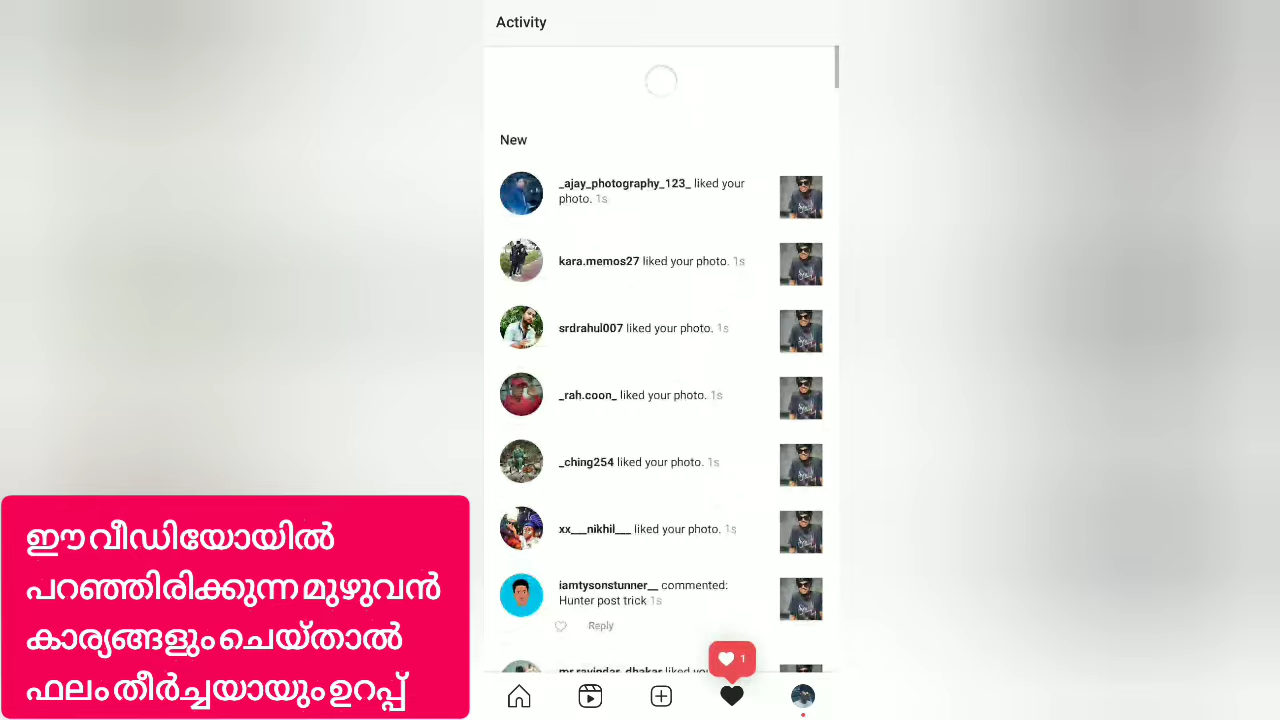 Activity
New
_ajay_photography_123_ liked your
photo. 1s
kara.memos27 liked your photo. 1s
srdrahul007 liked your photo. 1s
_rah.coon_ liked your photo. 1s
_ching254 liked your photo. 1s
xx___nikhil___ liked your photo. 1s
iamtysonstunner__ commented:
Hunter post trick 1s
Reply
1
ഈ വീഡിയോയിൽ
പറഞ്ഞിരിക്കുന്ന മുഴുവൻ
കാര്യങ്ങളും ചെയ്താൽ
ഫലം തീർച്ചയായും ഉറപ്പ്